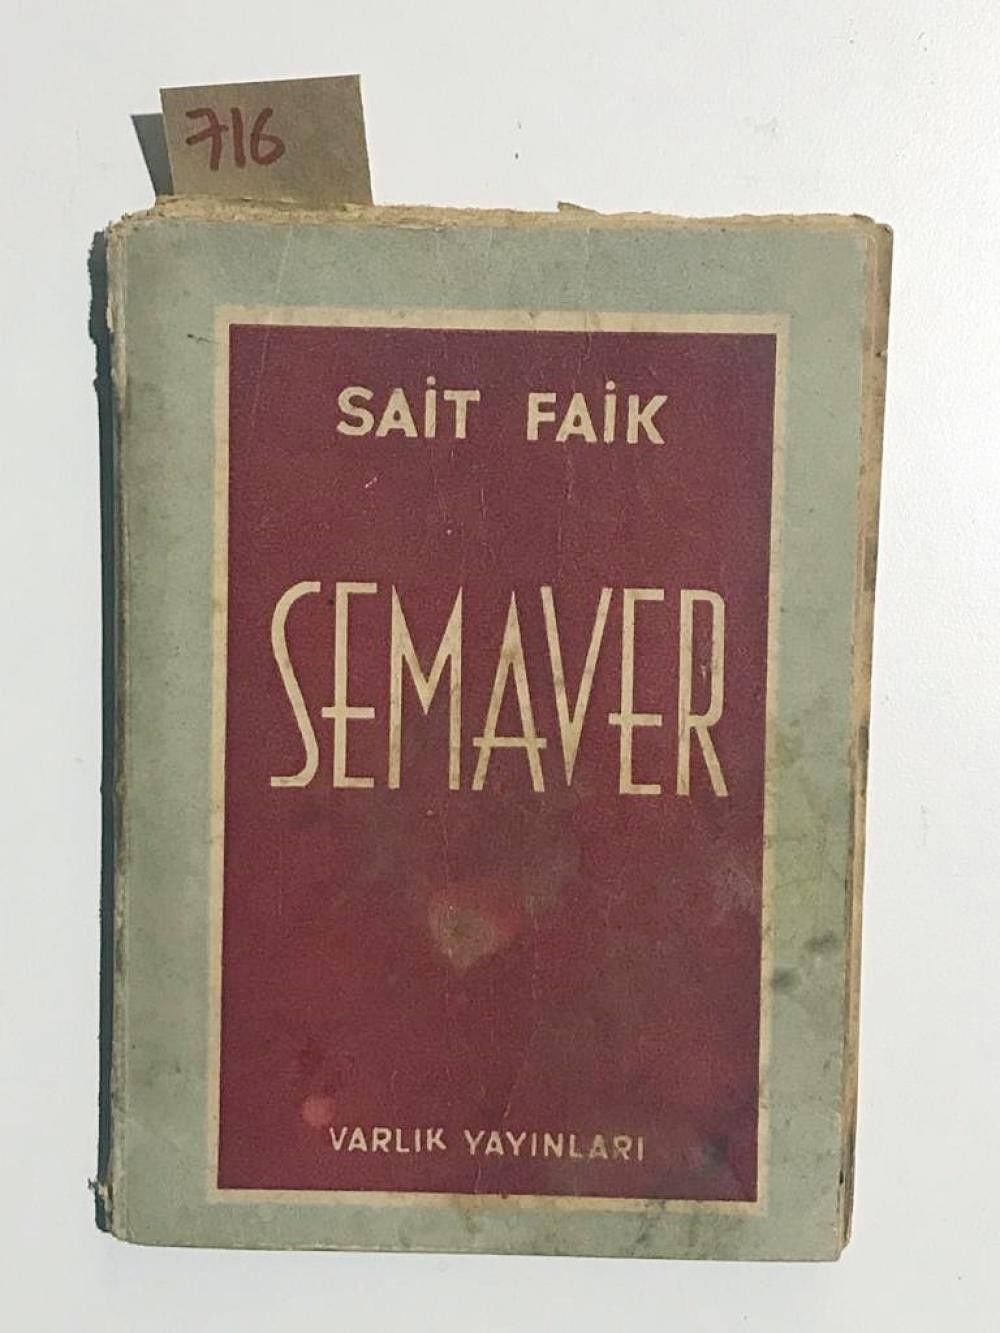 716
SAİT FAİK
SEMAVER
VARLIK YAYINLARI